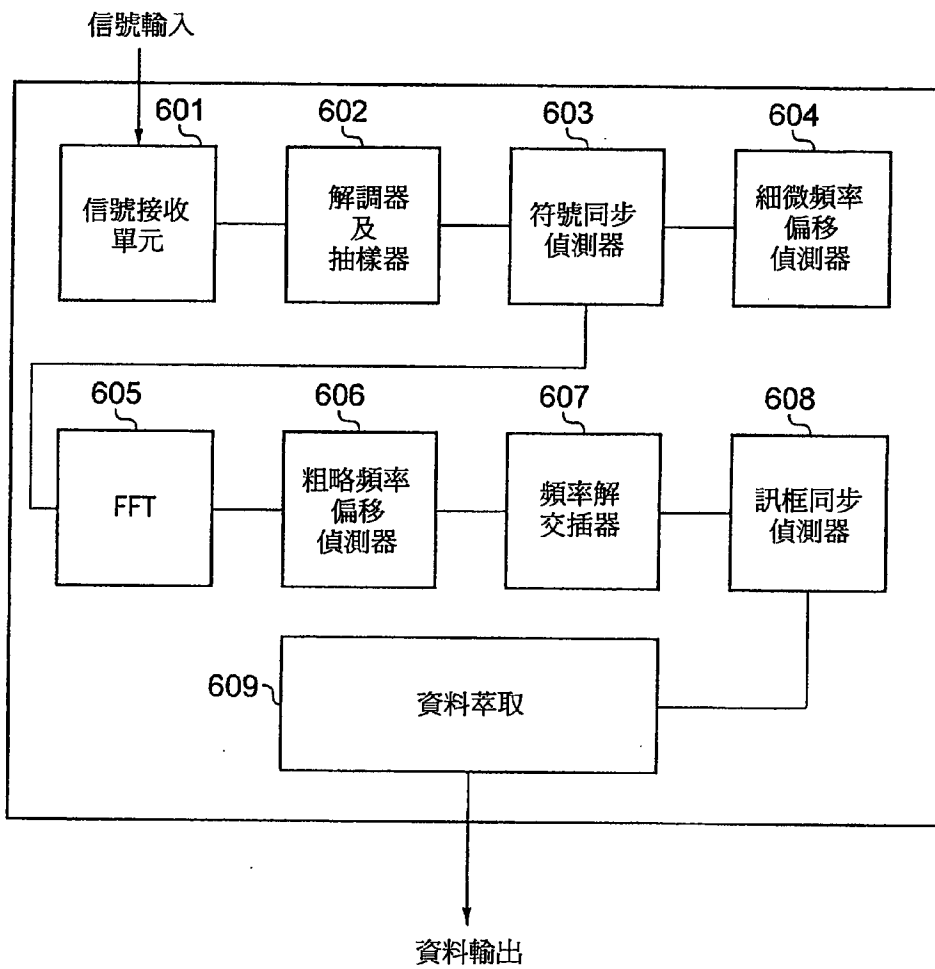 信號輸入
601
602
603
604
信號接收
單元
解調器
及
抽樣器
符號同步
偵測器
細微頻率
偏移
偵測器
605
606
607
608
FFT
粗略頻率
偏移
偵測器
頻率解
交插器
訊框同步
偵測器
609
資料萃取
資料輸出